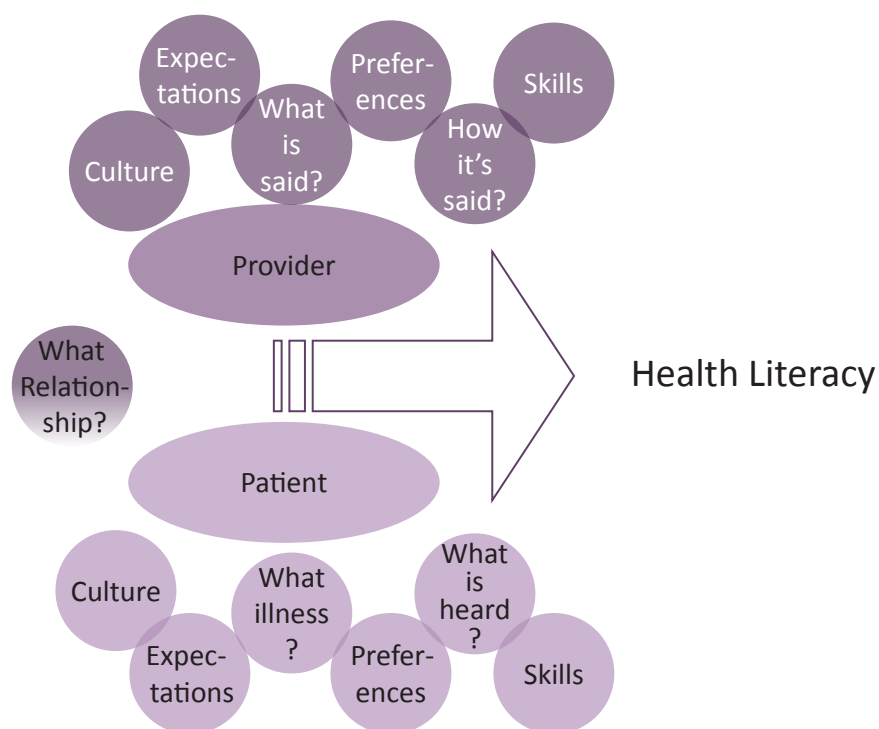 Expec-
tations
Prefer-
ences
Skills
What
is
said?
How
it's
said?
Culture
Provider
What
Relation-
ship?
Health Literacy
Patient
Culture
What
illness
?
What
is
heard
?
Expec-
tations
Prefer-
ences
Skills